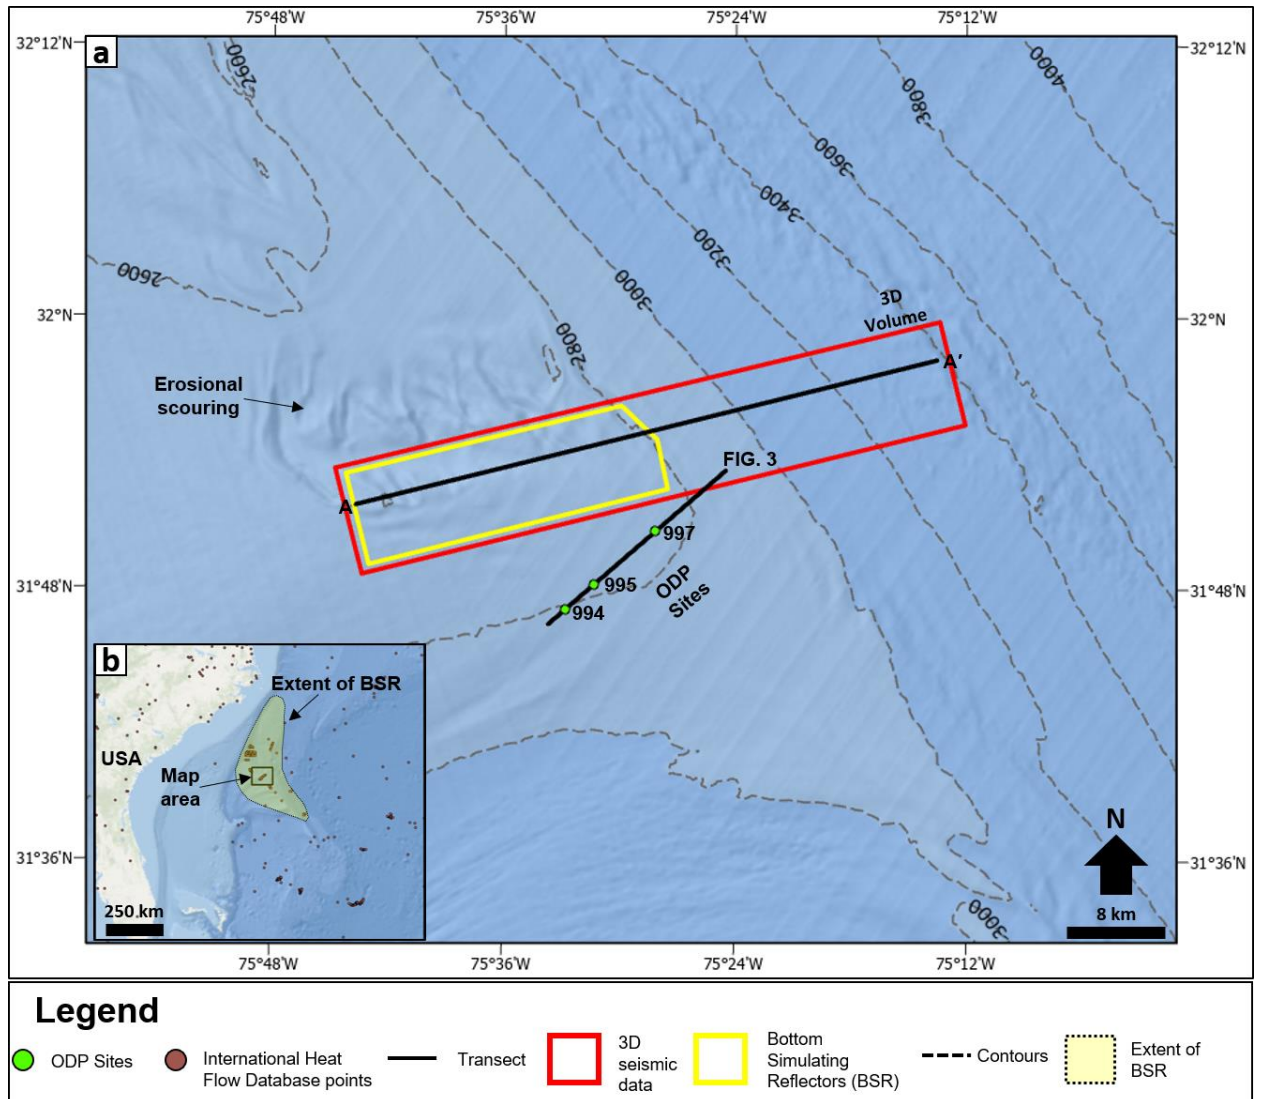 75°48'W 75°36'W 75°24'W 75°12'W
32°12'N 32°12'N
a
2600
4000
3800
3600
3400
3200
3000
2800
2600
32°N 32°N
3D
Volume
A'
Erosional
scouring
A
FIG. 3
997
995
994
ODP
Sites
31°48'N 31°48'N
b
Extent of BSR
USA
Map
area
250 km
31°36'N 31°36'N
N
8 km
3000
75°48'W 75°36'W 75°24'W 75°12'W
Legend
ODP Sites
International Heat
Flow Database points
Transect
3D
seismic
data
Bottom
Simulating
Reflectors (BSR)
Contours
Extent of
BSR